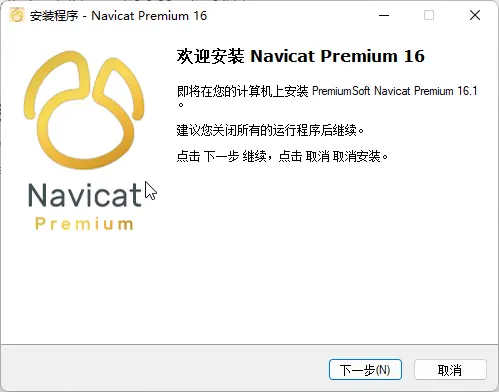 安装程序 - Navicat Premium 16
欢迎安装 Navicat Premium 16
即将在您的计算机上安装 PremiumSoft Navicat Premium 16.1
。
建议您关闭所有的运行程序后继续。
点击 下一步 继续，点击 取消 取消安装。
Navicat
Premium
下一步(N)
取消